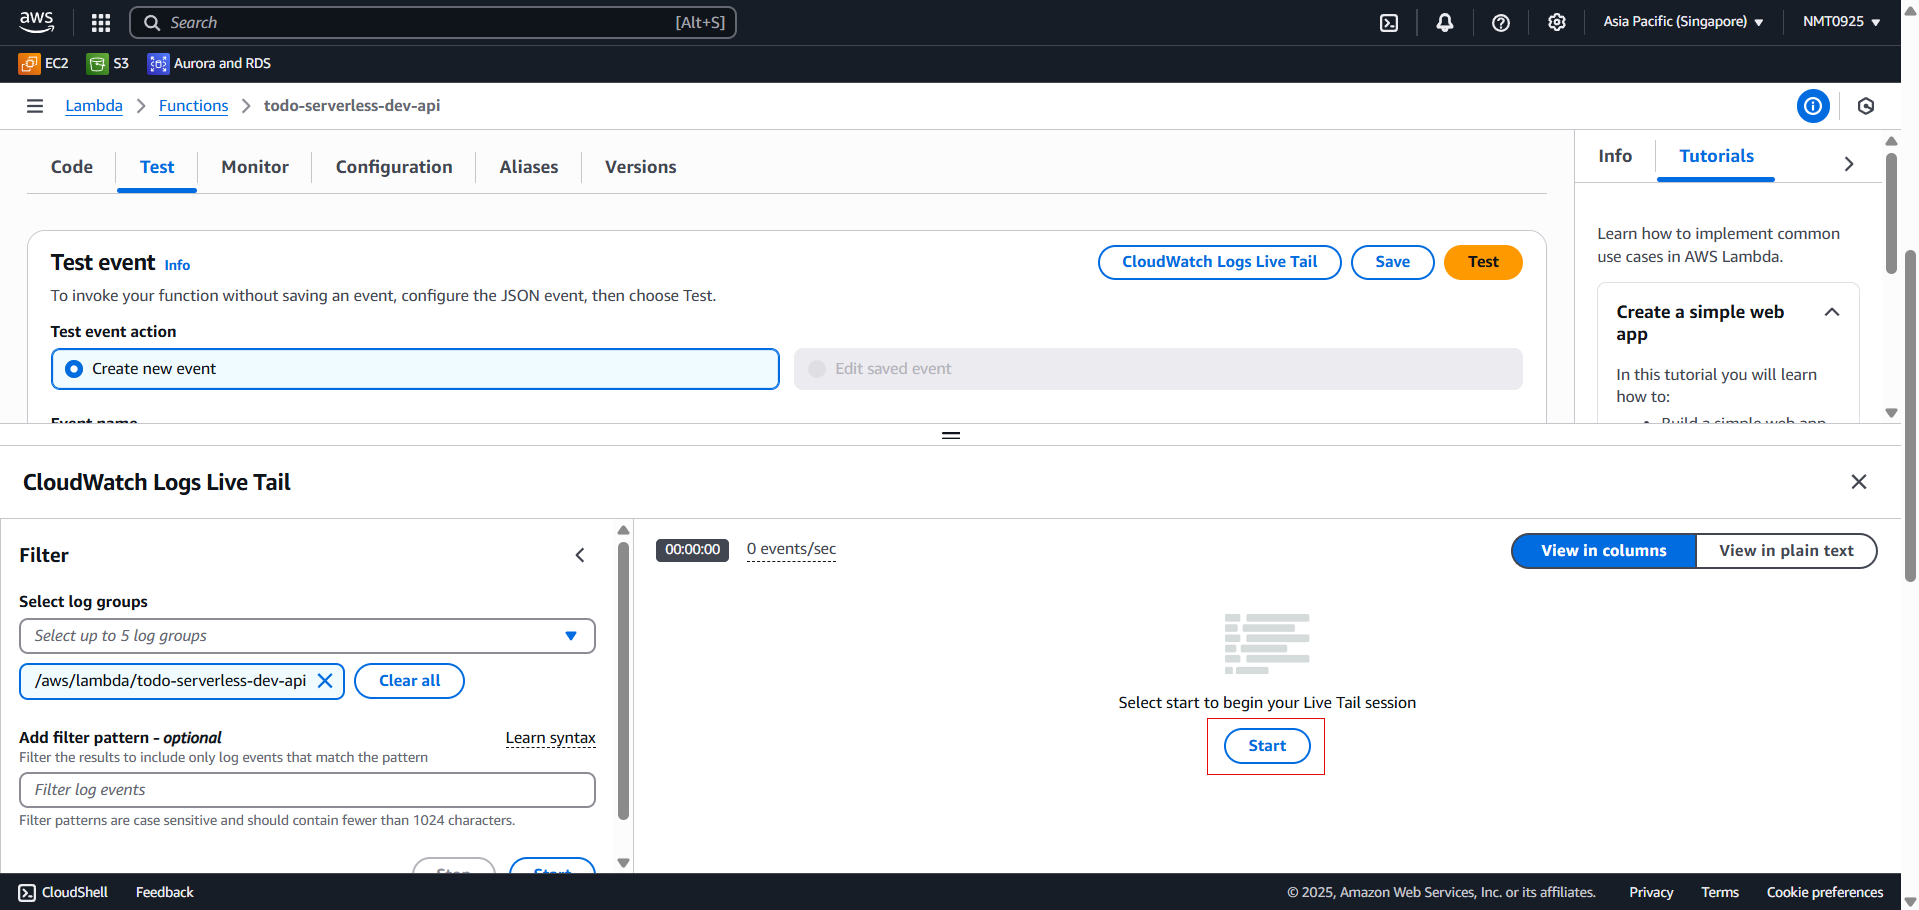 aws
Search [Alt+S]
Asia Pacific (Singapore) ▼ NMT0925 ▼
EC2 S3 Aurora and RDS
Lambda > Functions > todo-serverless-dev-api
Code Test Monitor Configuration Aliases Versions
Info Tutorials
Test event Info
CloudWatch Logs Live Tail Save Test
To invoke your function without saving an event, configure the JSON event, then choose Test.
Test event action
Create new event Edit saved event
Event name
Learn how to implement common
use cases in AWS Lambda.
Create a simple web
app
In this tutorial you will learn
how to:
• Build a simple web app
CloudWatch Logs Live Tail
Filter
Select log groups
Select up to 5 log groups
/aws/lambda/todo-serverless-dev-api Clear all
Add filter pattern - optional Learn syntax
Filter the results to include only log events that match the pattern
Filter log events
Filter patterns are case sensitive and should contain fewer than 1024 characters.
Stop Start
00:00:00 0 events/sec
View in columns View in plain text
Select start to begin your Live Tail session
Start
CloudShell Feedback
© 2025, Amazon Web Services, Inc. or its affiliates. Privacy Terms Cookie preferences